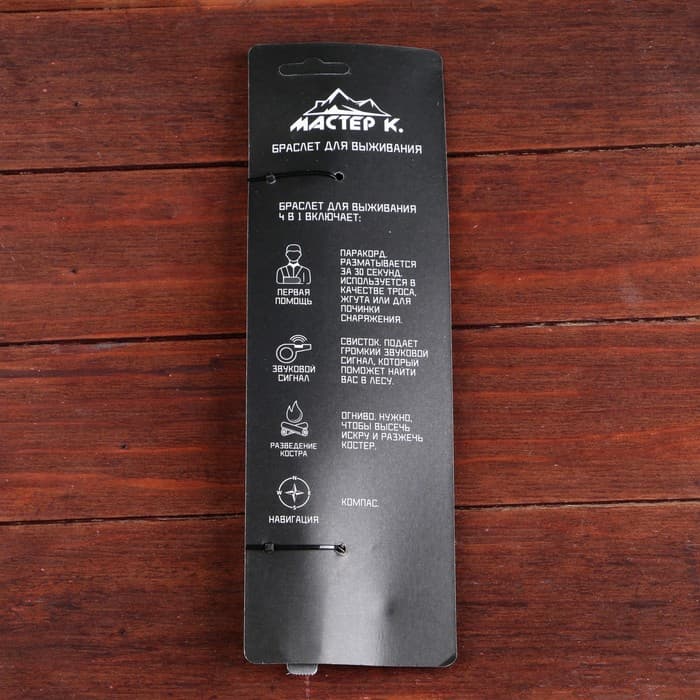 МАСТЕР К.
БРАСЛЕТ ДЛЯ ВЫЖИВАНИЯ
БРАСЛЕТ ДЛЯ ВЫЖИВАНИЯ
4 В 1 ВКЛЮЧАЕТ:
ПЕРВАЯ
ПОМОЩЬ
ПАРАКОРД.
РАЗМАТЫВАЕТСЯ
ЗА 30 СЕКУНД.
ИСПОЛЬЗУЕТСЯ В
КАЧЕСТВЕ ТРОСА,
ЖГУТА ИЛИ ДЛЯ
ПОЧИНКИ
СНАРЯЖЕНИЯ.
ЗВУКОВОЙ
СИГНАЛ
СВИСТОК. ПОДАЕТ
ГРОМКИЙ ЗВУКОВОЙ
СИГНАЛ, КОТОРЫЙ
ПОМОЖЕТ НАЙТИ
ВАС В ЛЕСУ.
РАЗВЕДЕНИЕ
КОСТРА
ОГНИВО. НУЖНО,
ЧТОБЫ ВЫСЕЧЬ
ИСКРУ И РАЗЖЕЧЬ
КОСТЕР.
N
W E
S
НАВИГАЦИЯ
КОМПАС.